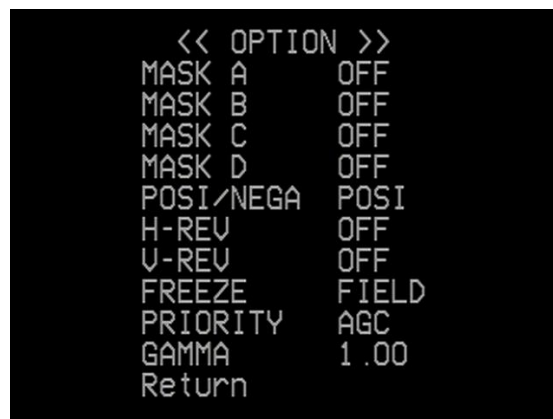 << OPTION >>
MASK A OFF
MASK B OFF
MASK C OFF
MASK D OFF
POSI/NEGA POSI
H-REV OFF
V-REV OFF
FREEZE FIELD
PRIORITY AGC
GAMMA 1.00
Return